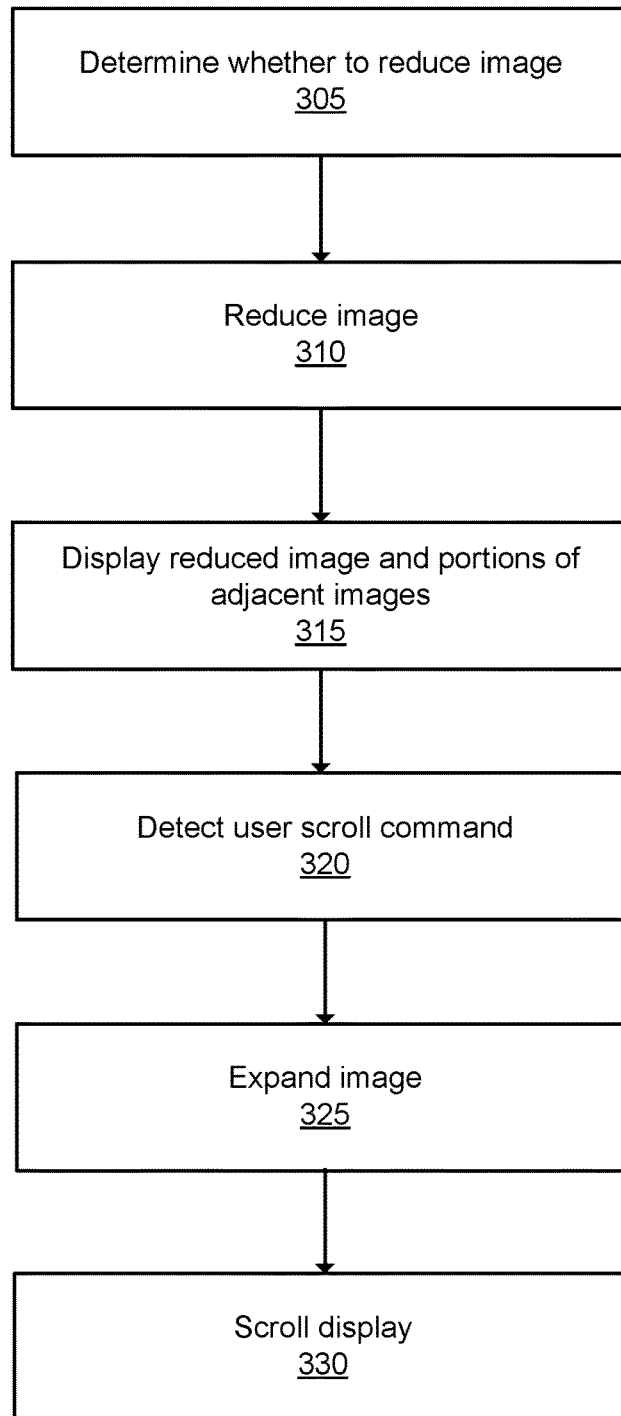 Determine whether to reduce image
305
Reduce image
310
Display reduced image and portions of
adjacent images
315
Detect user scroll command
320
Expand image
325
Scroll display
330